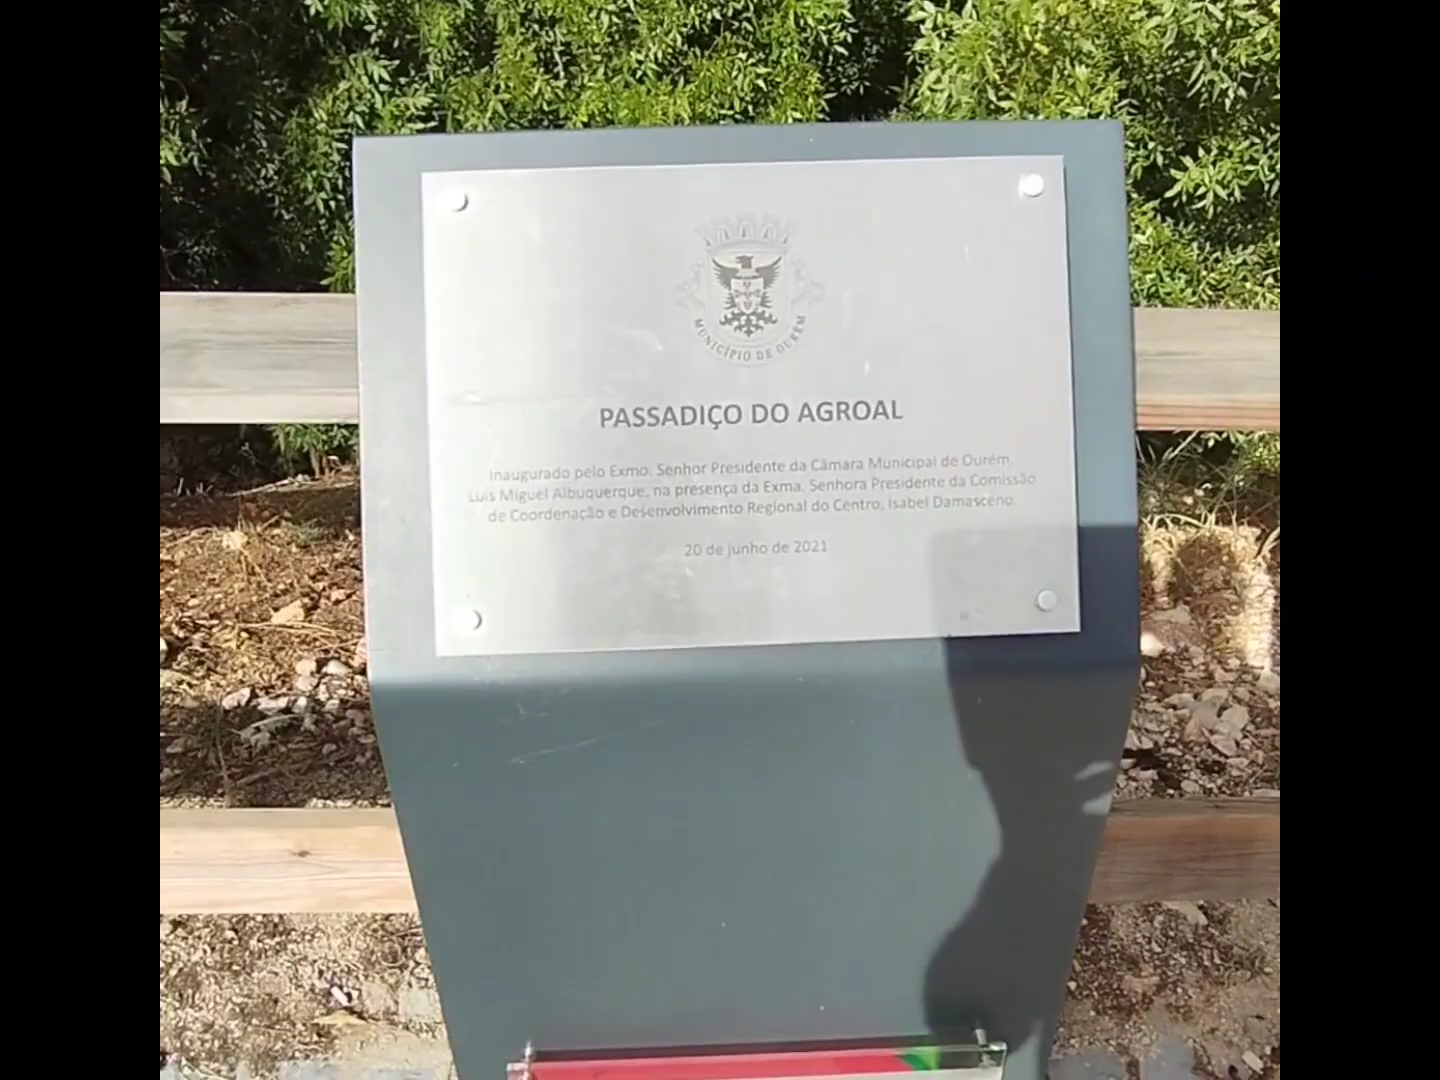 MUNICÍPIO DE OURÉM
PASSADIÇO DO AGROAL
Inaugurado pelo Exmo. Senhor Presidente da Câmara Municipal de Ourém,
Luís Miguel Albuquerque, na presença da Exma. Senhora Presidente da Comissão
de Coordenação e Desenvolvimento Regional do Centro, Isabel Damasceno.
20 de junho de 2021